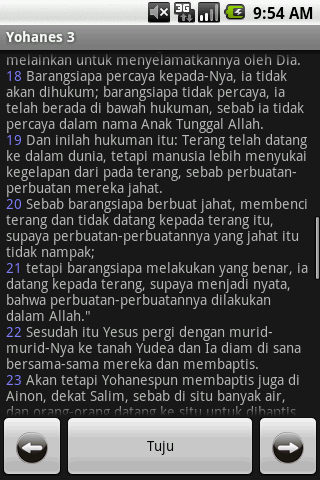 3G
9:54 AM
Yohanes 3
melainkan untuk menyelamatkannya oleh Dia.
18 Barangsiapa percaya kepada-Nya, ia tidak
akan dihukum; barangsiapa tidak percaya, ia
telah berada di bawah hukuman, sebab ia tidak
percaya dalam nama Anak Tunggal Allah.
19 Dan inilah hukuman itu: Terang telah datang
ke dalam dunia, tetapi manusia lebih menyukai
kegelapan dari pada terang, sebab perbuatan-
perbuatan mereka jahat.
20 Sebab barangsiapa berbuat jahat, membenci
terang dan tidak datang kepada terang itu,
supaya perbuatan-perbuatannya yang jahat itu
tidak nampak;
21 tetapi barangsiapa melakukan yang benar, ia
datang kepada terang, supaya menjadi nyata,
bahwa perbuatan-perbuatannya dilakukan
dalam Allah."
22 Sesudah itu Yesus pergi dengan murid-
murid-Nya ke tanah Yudea dan Ia diam di sana
bersama-sama mereka dan membaptis.
23 Akan tetapi Yohanespun membaptis juga di
Ainon, dekat Salim, sebab di situ banyak air,
dan orang-orang datang ke situ untuk dibaptis
Tuju